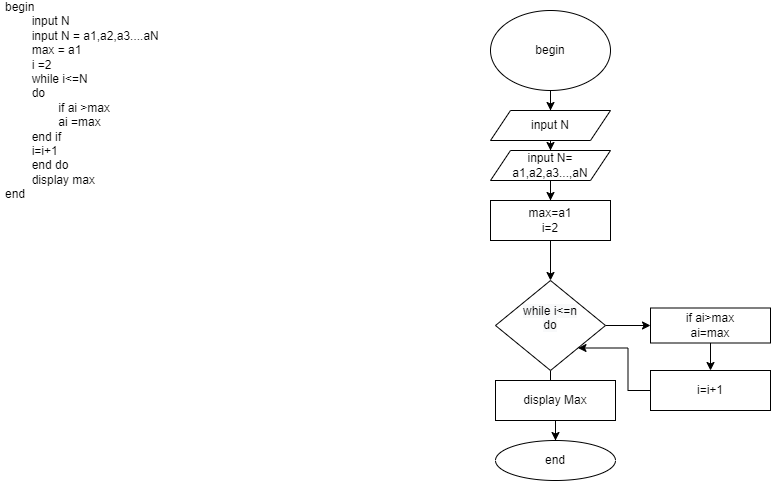 begin
input N
input N = a1,a2,a3....aN
max = a1
i =2
while i<=N
do
if ai >max
ai =max
end if
i=i+1
end do
display max
end
begin
input N
input N=
a1,a2,a3...,aN
max=a1
i=2
while i<=n
do
if ai>max
ai=max
i=i+1
display Max
end